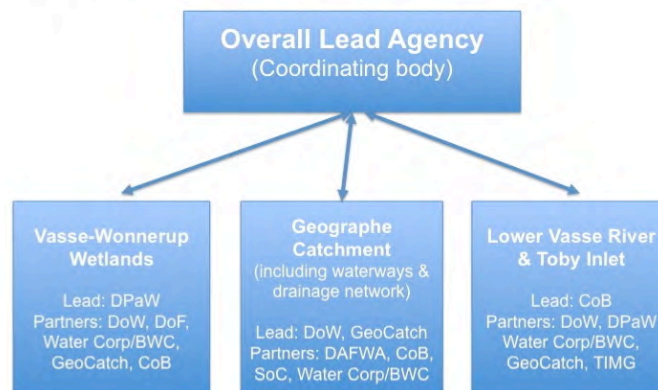 Overall Lead Agency
(Coordinating body)
Vasse-Wonnerup
Wetlands
Lead: DPaW
Partners: DoW, DoF,
Water Corp/BWC,
GeoCatch, CoB
Geographe
Catchment
(including waterways &
drainage network)
Lead: DoW, GeoCatch
Partners: DAFWA, CoB,
SoC, Water Corp/BWC
Lower Vasse River
& Toby Inlet
Lead: CoB
Partners: DoW, DPaW
Water Corp/BWC,
GeoCatch, TIMG